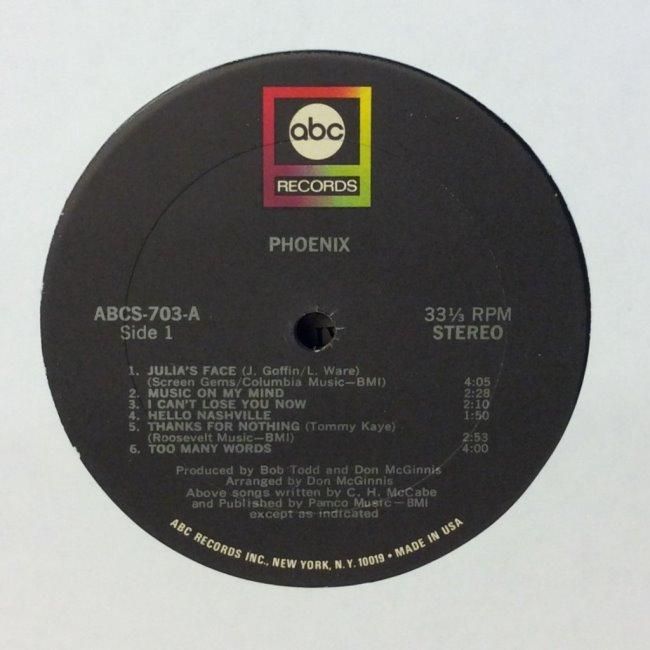 abc
RECORDS
PHOENIX
ABCS-703-A
Side 1
33⅓ RPM
STEREO
1. JULIA'S FACE (J. Goffin/L. Ware)
(Screen Gems/Columbia Music—BMI) 4:05
2. MUSIC ON MY MIND 2:28
3. I CAN'T LOSE YOU NOW 2:10
4. HELLO NASHVILLE 1:50
5. THANKS FOR NOTHING (Tommy Kaye)
(Roosevelt Music—BMI) 2:53
6. TOO MANY WORDS 4:00
Produced by Bob Todd and Don McGinnis
Arranged by Don McGinnis
Above songs written by C. H. McCabe
and Published by Pamco Music—BMI
except as indicated
ABC RECORDS INC., NEW YORK, N.Y. 10019 • MADE IN USA